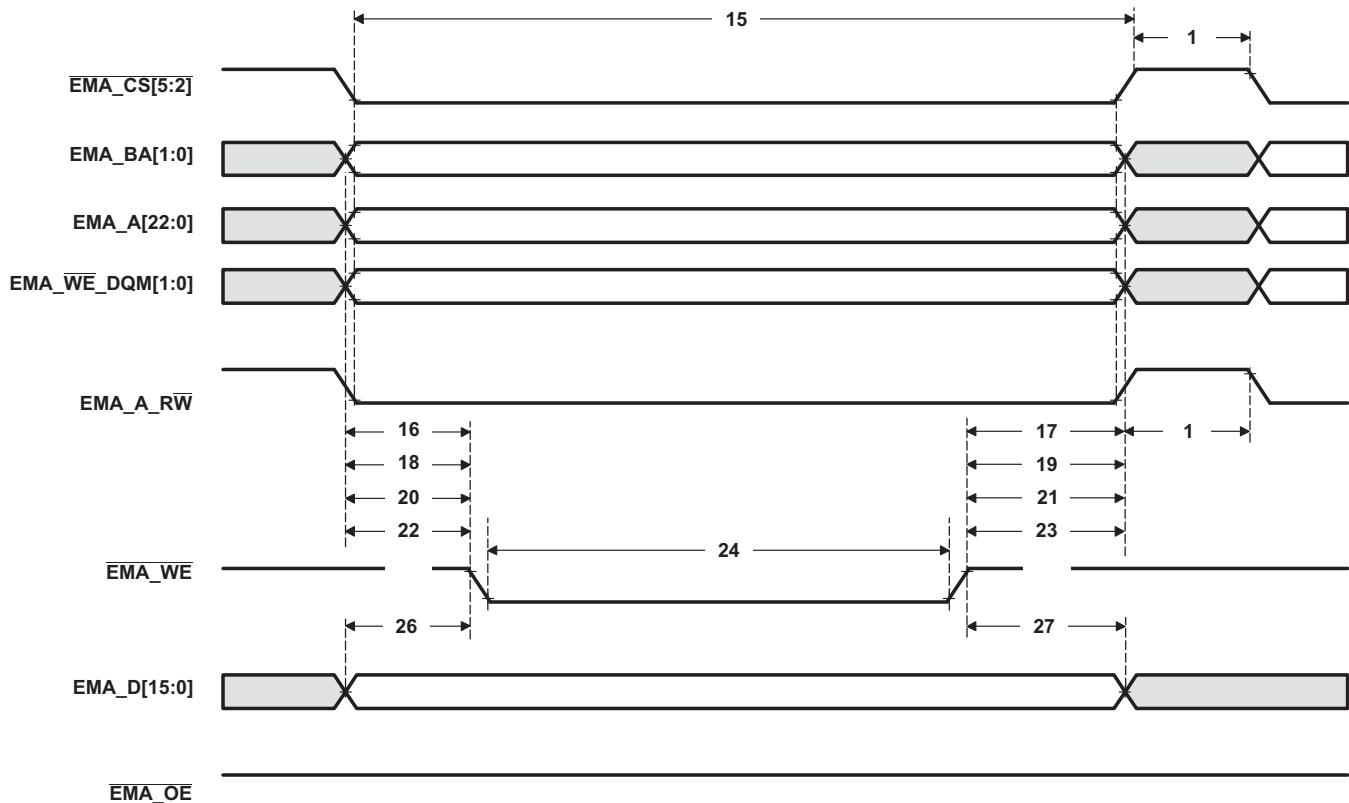 15
1
EMA_CS[5:2]
EMA_BA[1:0]
EMA_A[22:0]
EMA_WE_DQM[1:0]
EMA_A_RW
16 17 1
18 19
20 21
22 23
24
EMA_WE
26 27
EMA_D[15:0]
EMA_OE